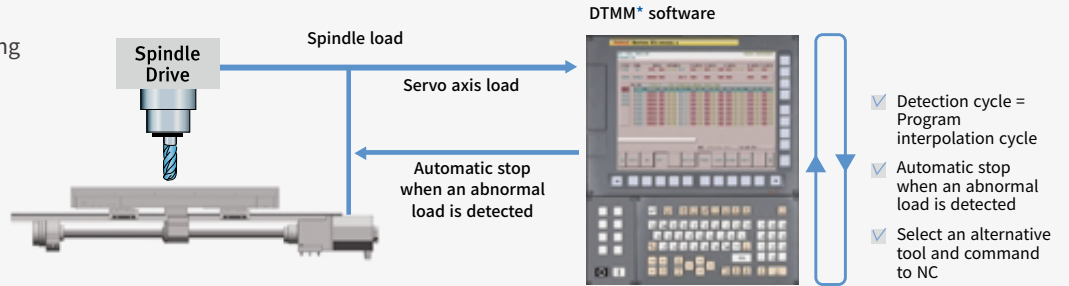 DTMM* software
ing
Spindle load
Spindle
Drive
Servo axis load
Automatic stop
when an abnormal
load is detected
Detection cycle =
Program
interpolation cycle
Automatic stop
when an abnormal
load is detected
Select an alternative
tool and command
to NC